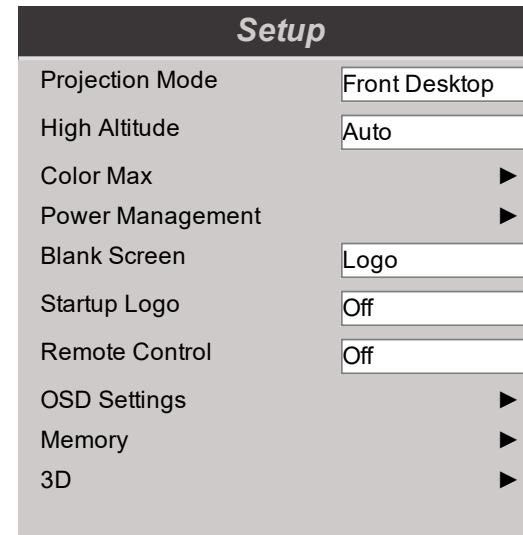 Setup
Projection Mode Front Desktop
High Altitude Auto
Color Max ►
Power Management ►
Blank Screen Logo
Startup Logo Off
Remote Control Off
OSD Settings ►
Memory ►
3D ►